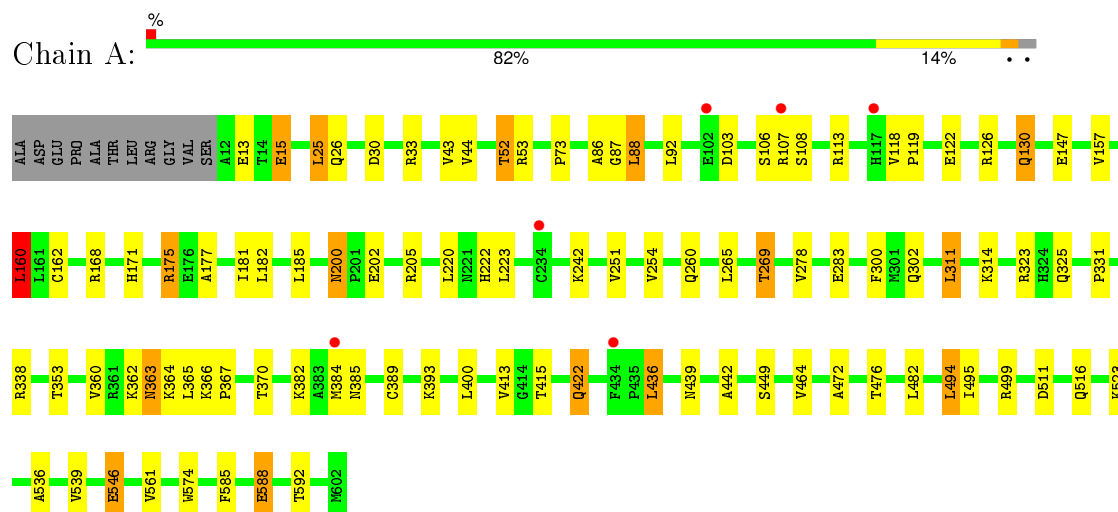 %
Chain A:
82% 14% • •
ALA ASP GLU PRO ALA THR LEU ARG GLY VAL SER A12 E13 T14 E15 L25 Q26 D30 R33 V43 V44 T52 R53 P73 A86 G87 L88 L92 E102 D103 S106 R107 S108 R113 H117 V118 P119 E122 R126 Q130 E147 V157
L160 L161 C162 R168 H171 R175 E176 A177 I181 L182 L185 N200 P201 E202 R205 L220 N221 H222 L223 C234 K242 V251 V254 Q260 L265 T269 V278 E283 F300 M301 Q302 L311 K314 R323 H324 Q325 P331
R338 T353 V360 R361 K362 N363 K364 L365 K366 P367 T370 K382 A383 M384 N385 C389 K393 L400 V413 G414 T415 Q422 F434 P435 L436 N439 A442 S449 V464 A472 T476 L482 L494 I495 R499 D511 Q516 K523
A536 V539 E546 V561 W574 F585 E588 T592 M602